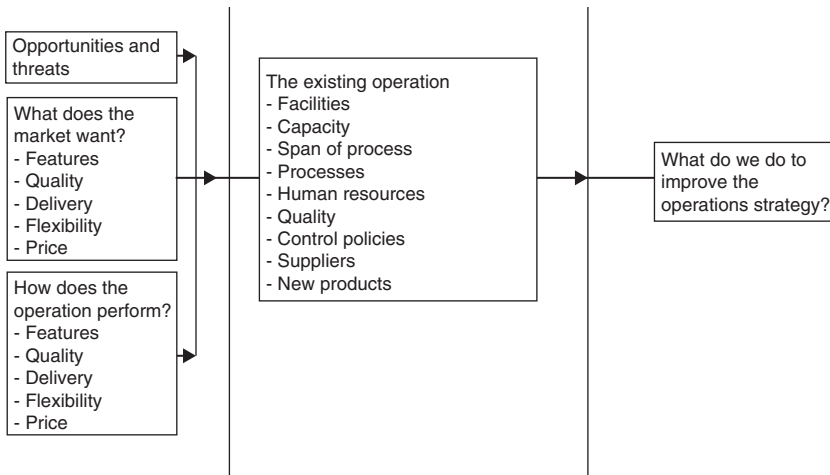 Opportunities and
threats
What does the
market want?
- Features
- Quality
- Delivery
- Flexibility
- Price
How does the
operation perform?
- Features
- Quality
- Delivery
- Flexibility
- Price
The existing operation
- Facilities
- Capacity
- Span of process
- Processes
- Human resources
- Quality
- Control policies
- Suppliers
- New products
What do we do to
improve the
operations strategy?